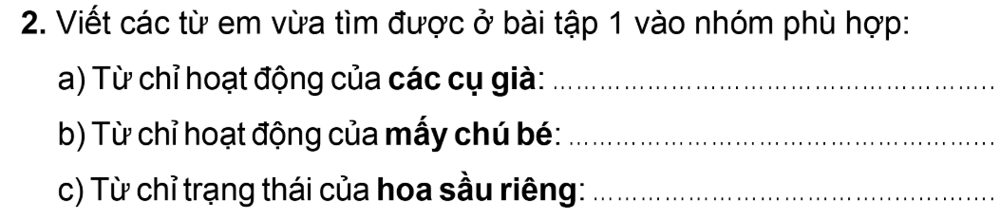 2. Viết các từ em vừa tìm được ở bài tập 1 vào nhóm phù hợp:
a) Từ chỉ hoạt động của các cụ già: ............................................................
b) Từ chỉ hoạt động của mấy chú bé: ............................................................
c) Từ chỉ trạng thái của hoa sầu riêng: ............................................................